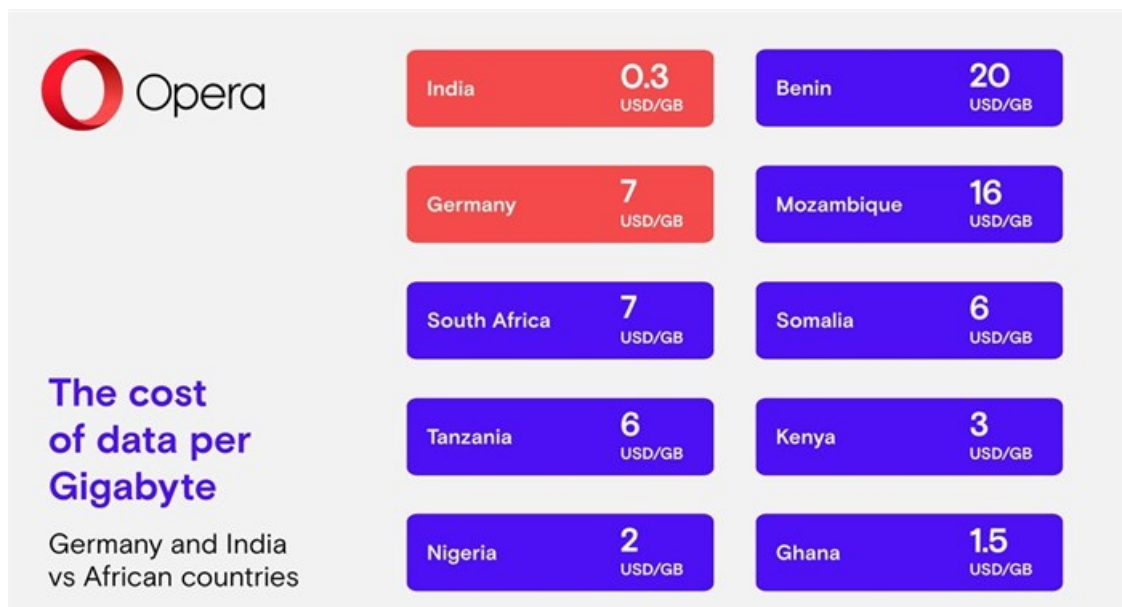 Opera
The cost
of data per
Gigabyte
Germany and India
vs African countries
India
0.3
USD/GB
Germany
7
USD/GB
South Africa
7
USD/GB
Tanzania
6
USD/GB
Nigeria
2
USD/GB
Benin
20
USD/GB
Mozambique
16
USD/GB
Somalia
6
USD/GB
Kenya
3
USD/GB
Ghana
1.5
USD/GB